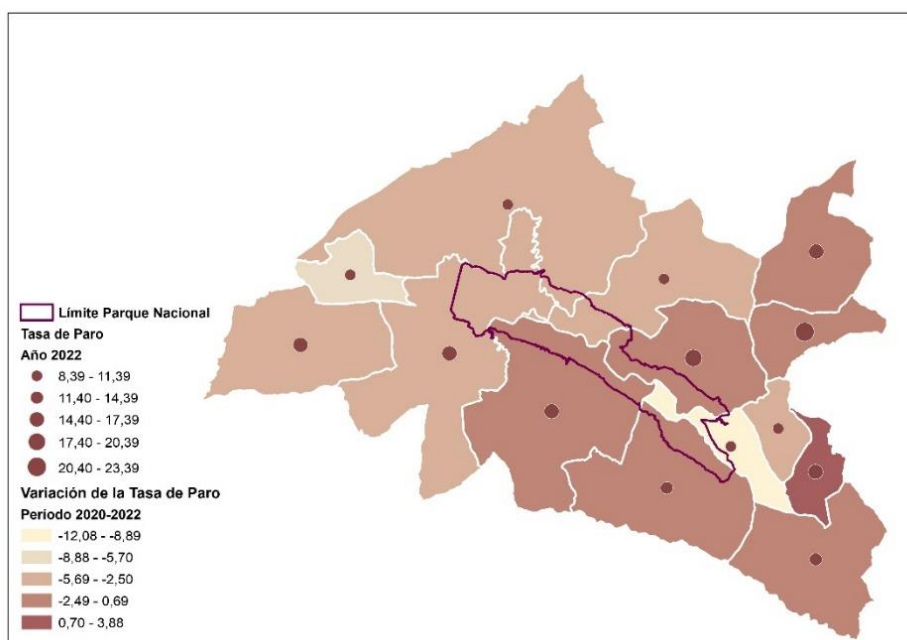 Límite Parque Nacional
Tasa de Paro
Año 2022
8,39 - 11,39
11,40 - 14,39
14,40 - 17,39
17,40 - 20,39
20,40 - 23,39
Variación de la Tasa de Paro
Periodo 2020-2022
-12,08 - -8,89
-8,88 - -5,70
-5,69 - -2,50
-2,49 - 0,69
0,70 - 3,88